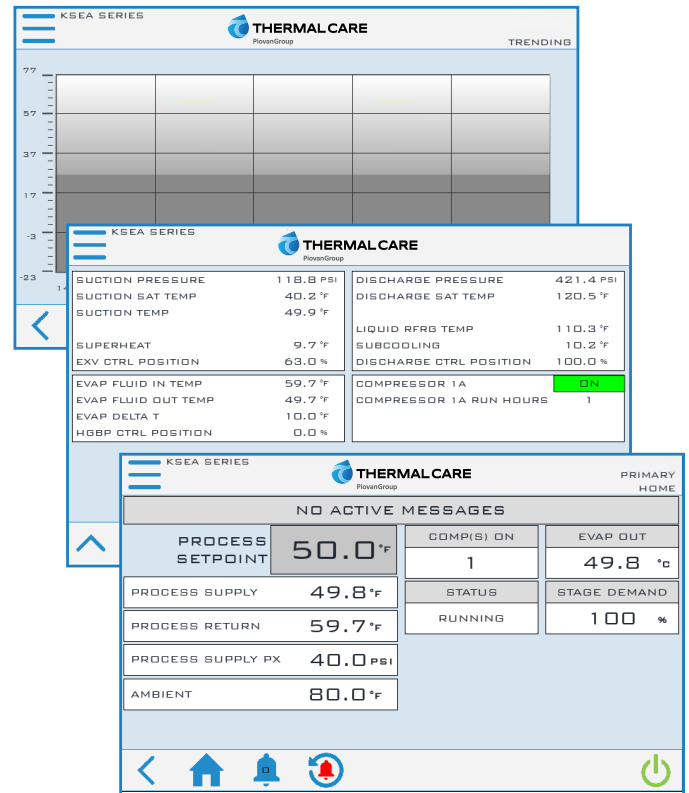 KSEA SERIES
THERMALCARE
PiovanGroup
TRENDING
77
57
37
17
-3
-23
KSEA SERIES
THERMALCARE
PiovanGroup
SUCTION PRESSURE 118.8 PSI
SUCTION SAT TEMP 40.2 °F
SUCTION TEMP 49.9 °F
SUPERHEAT 9.7 °F
EXV CTRL POSITION 63.0 %
DISCHARGE PRESSURE 421.4 PSI
DISCHARGE SAT TEMP 120.5 °F
LIQUID RFRG TEMP 110.3 °F
SUBCOOLING 10.2 °F
DISCHARGE CTRL POSITION 100.0 %
EVAP FLUID IN TEMP 59.7 °F
EVAP FLUID OUT TEMP 49.7 °F
EVAP DELTA T 10.0 °F
HGBP CTRL POSITION 0.0 %
COMPRESSOR 1A ON
COMPRESSOR 1A RUN HOURS 1
KSEA SERIES
THERMALCARE
PiovanGroup
PRIMARY
HOME
NO ACTIVE MESSAGES
PROCESS
SETPOINT
50.0 °F
COMP(S) ON
1
EVAP OUT
49.8 °C
PROCESS SUPPLY 49.8 °F
PROCESS RETURN 59.7 °F
PROCESS SUPPLY PX 40.0 PSI
AMBIENT 80.0 °F
STATUS
RUNNING
STAGE DEMAND
100 %
0